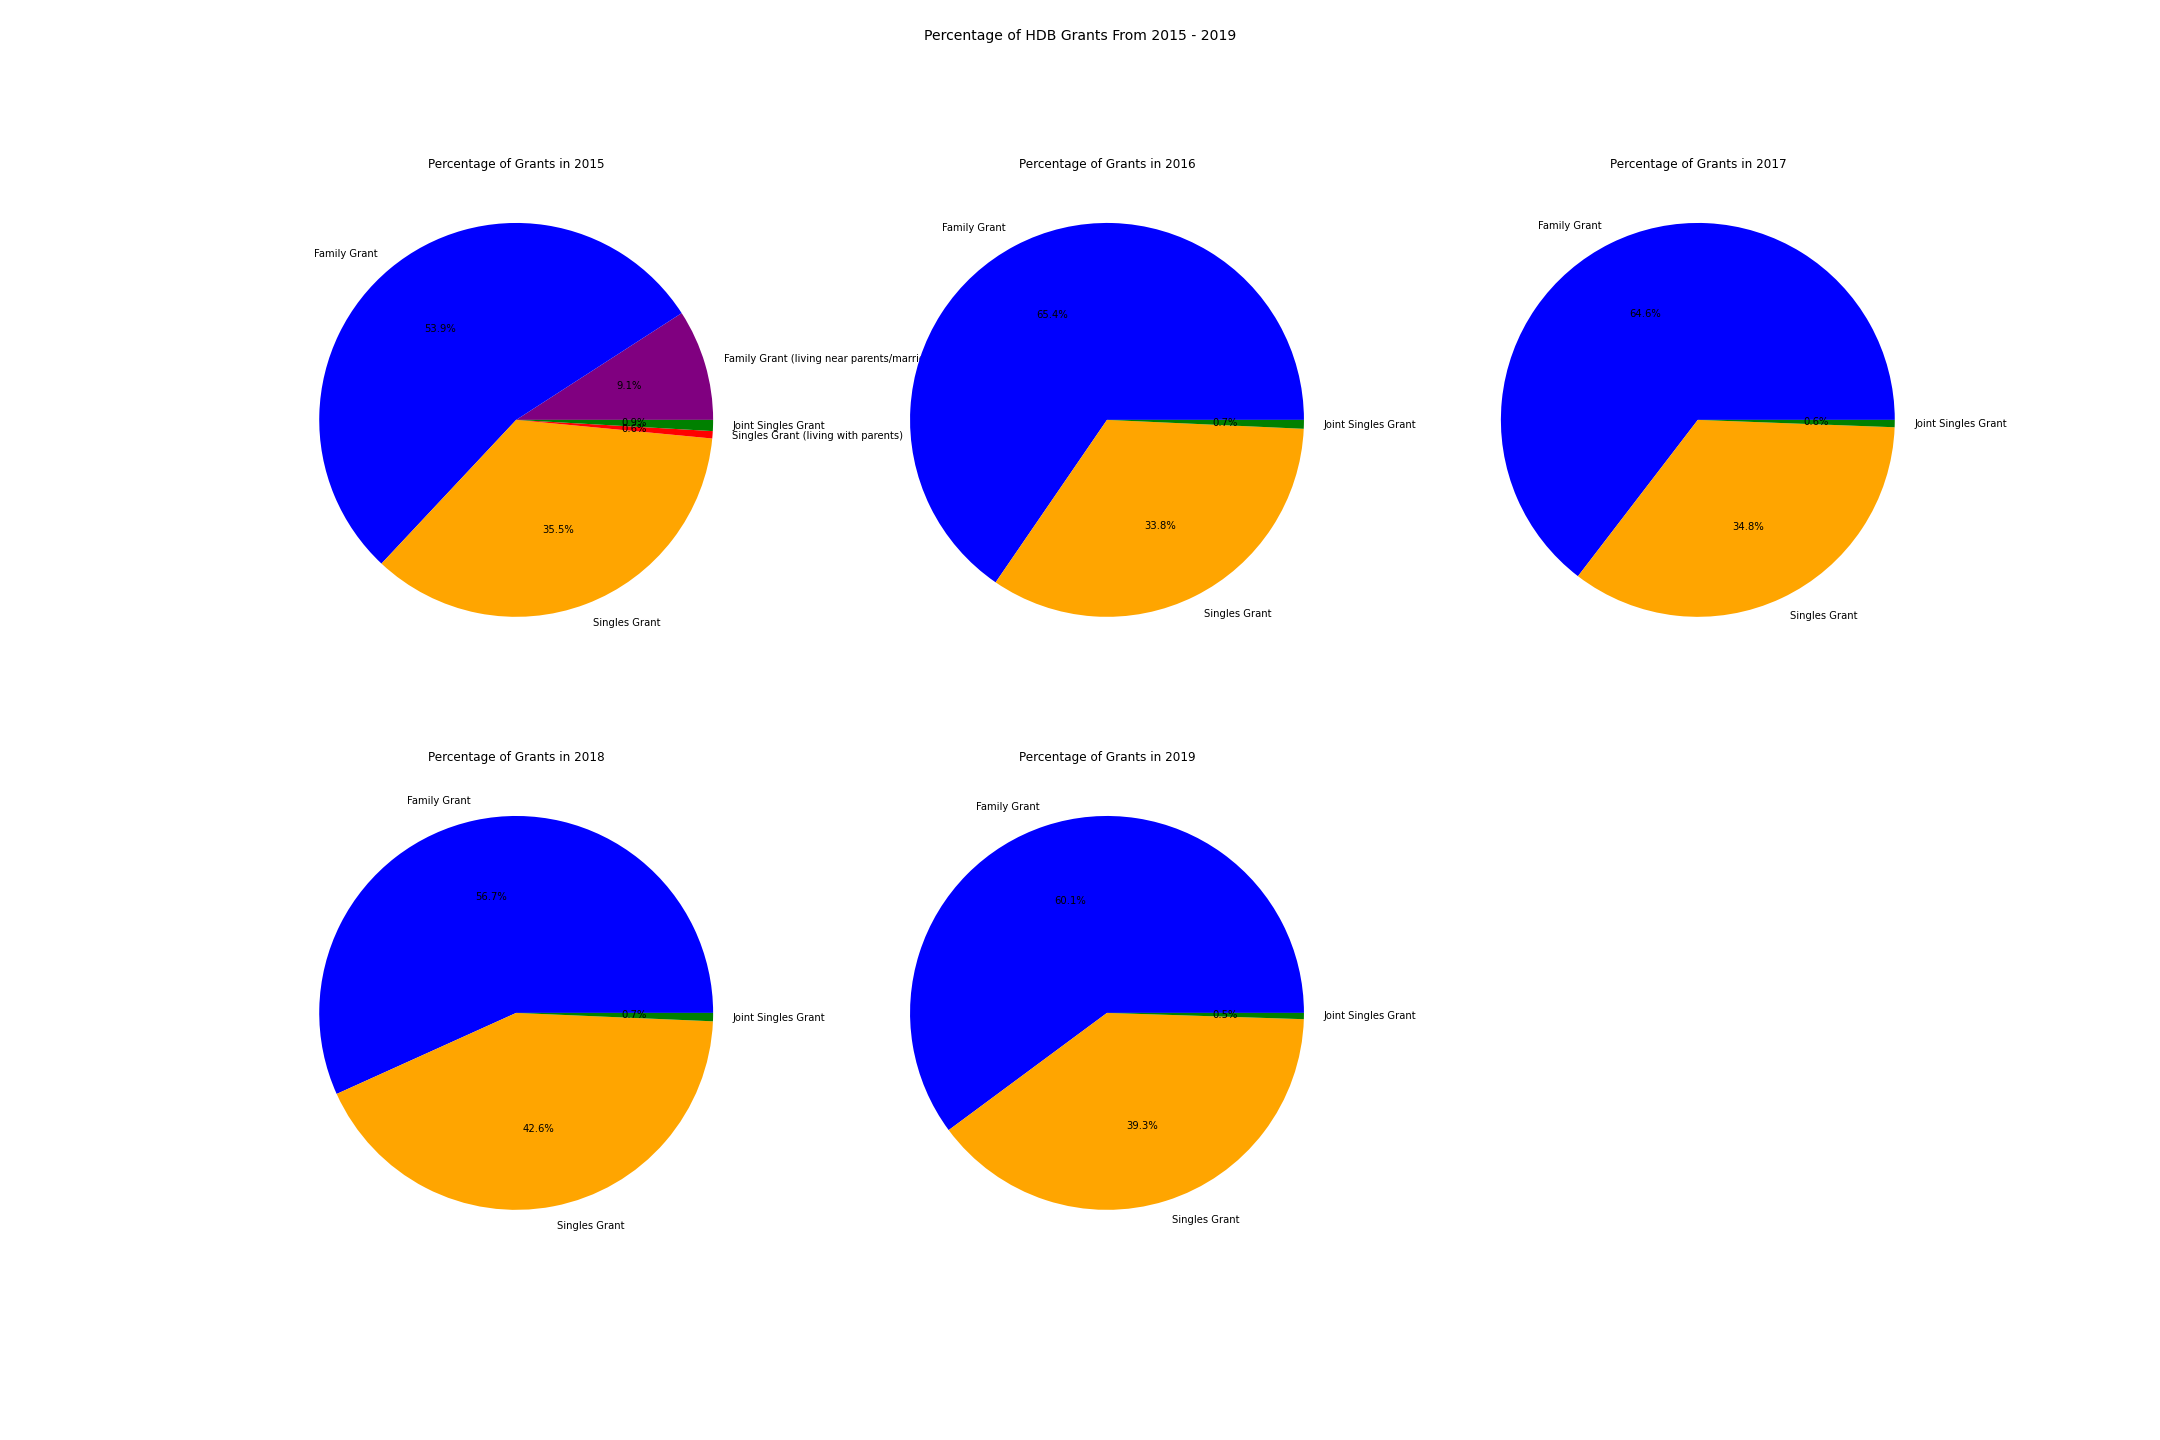 Percentage of HDB Grants From 2015 - 2019
Percentage of Grants in 2015
Family Grant
53.9%
Family Grant (living near parents/marri
9.1%
0.9%
Joint Singles Grant
0.6%
Singles Grant (living with parents)
35.5%
Singles Grant
Percentage of Grants in 2016
Family Grant
65.4%
0.7%
Joint Singles Grant
33.8%
Singles Grant
Percentage of Grants in 2017
Family Grant
64.6%
0.6%
Joint Singles Grant
34.8%
Singles Grant
Percentage of Grants in 2018
Family Grant
56.7%
0.7%
Joint Singles Grant
42.6%
Singles Grant
Percentage of Grants in 2019
Family Grant
60.1%
0.5%
Joint Singles Grant
39.3%
Singles Grant